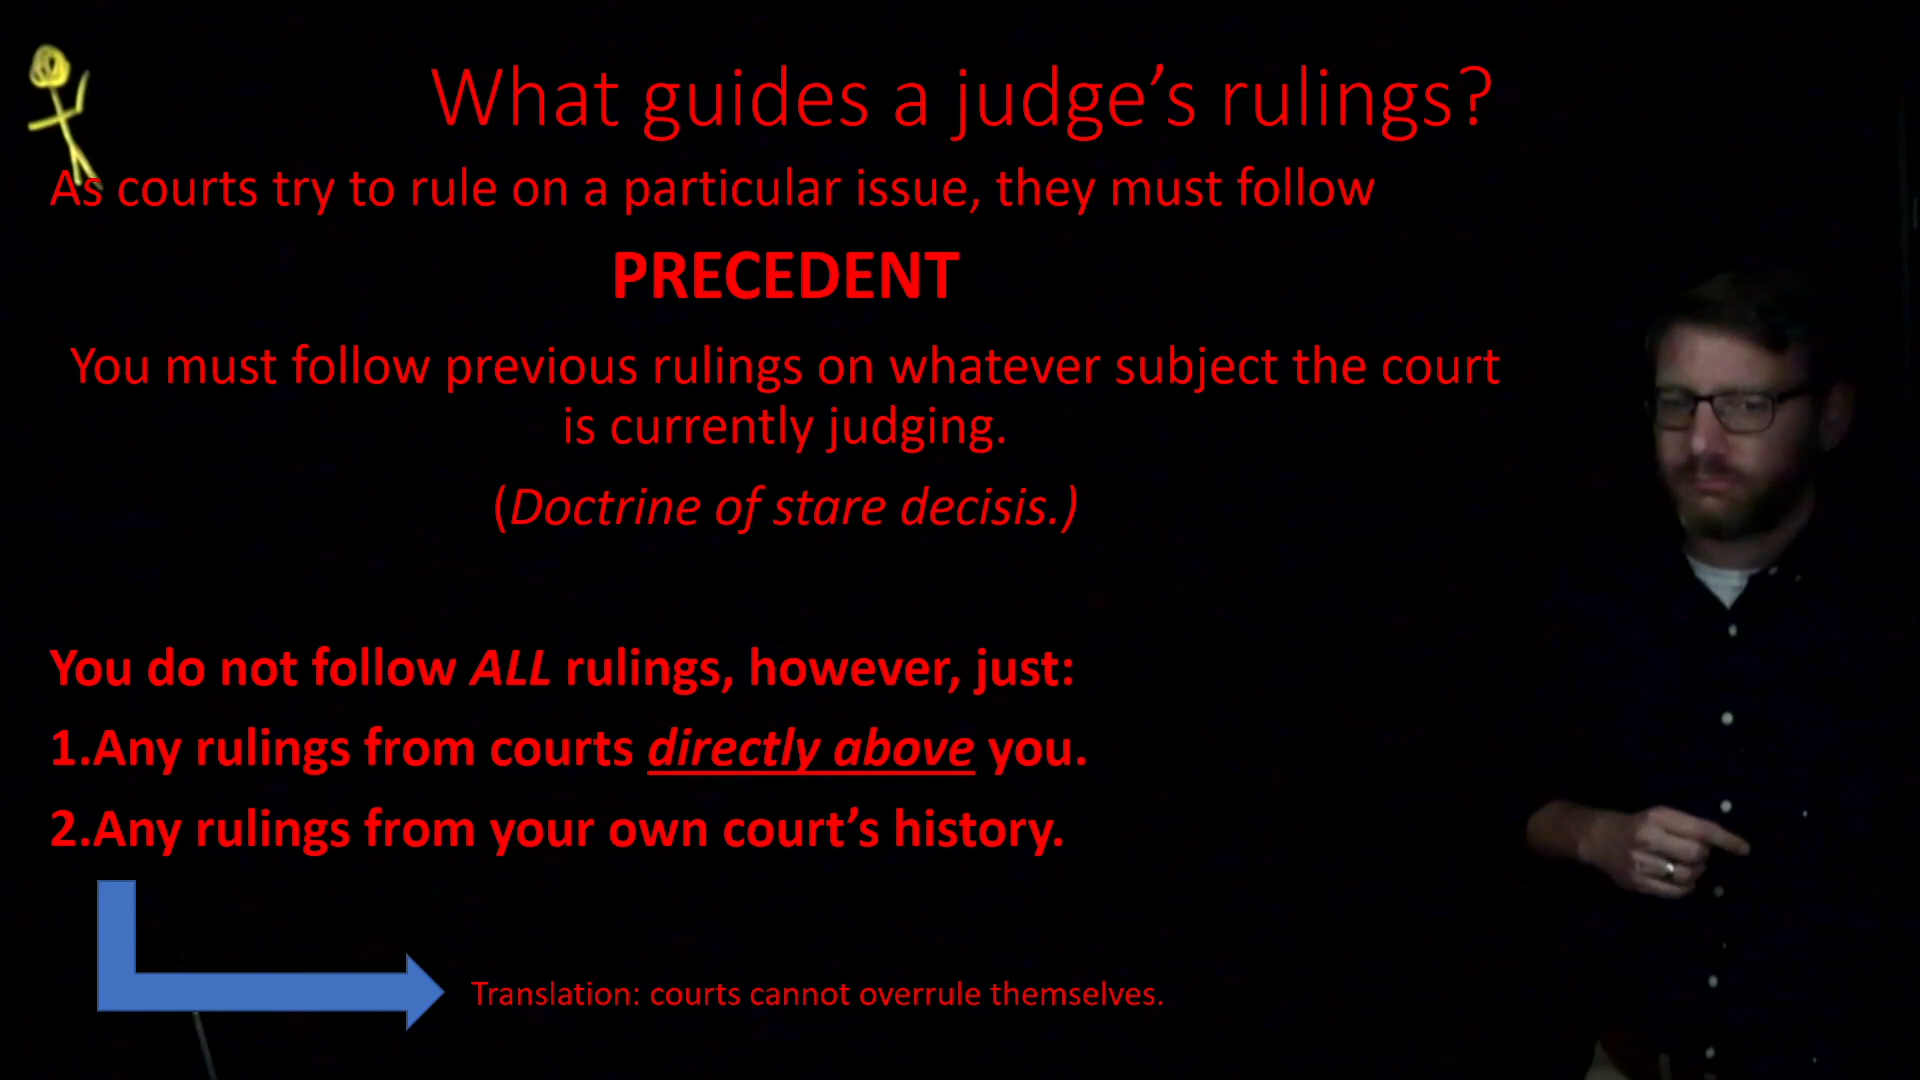 What guides a judge's rulings?
As courts try to rule on a particular issue, they must follow
PRECEDENT
You must follow previous rulings on whatever subject the court
is currently judging.
(Doctrine of stare decisis.)
You do not follow ALL rulings, however, just:
1.Any rulings from courts directly above you.
2.Any rulings from your own court's history.
Translation: courts cannot overrule themselves.